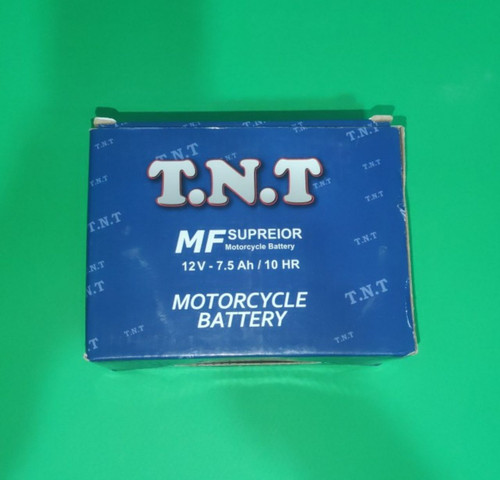 T.N.T
MF SUPREIOR
Motorcycle Battery
12V - 7.5 Ah / 10 HR
MOTORCYCLE
BATTERY
T.N.T
T.N.T
T.N.T
T.N.T
T.N.T
T.N.T
T.N.T
T.N.T